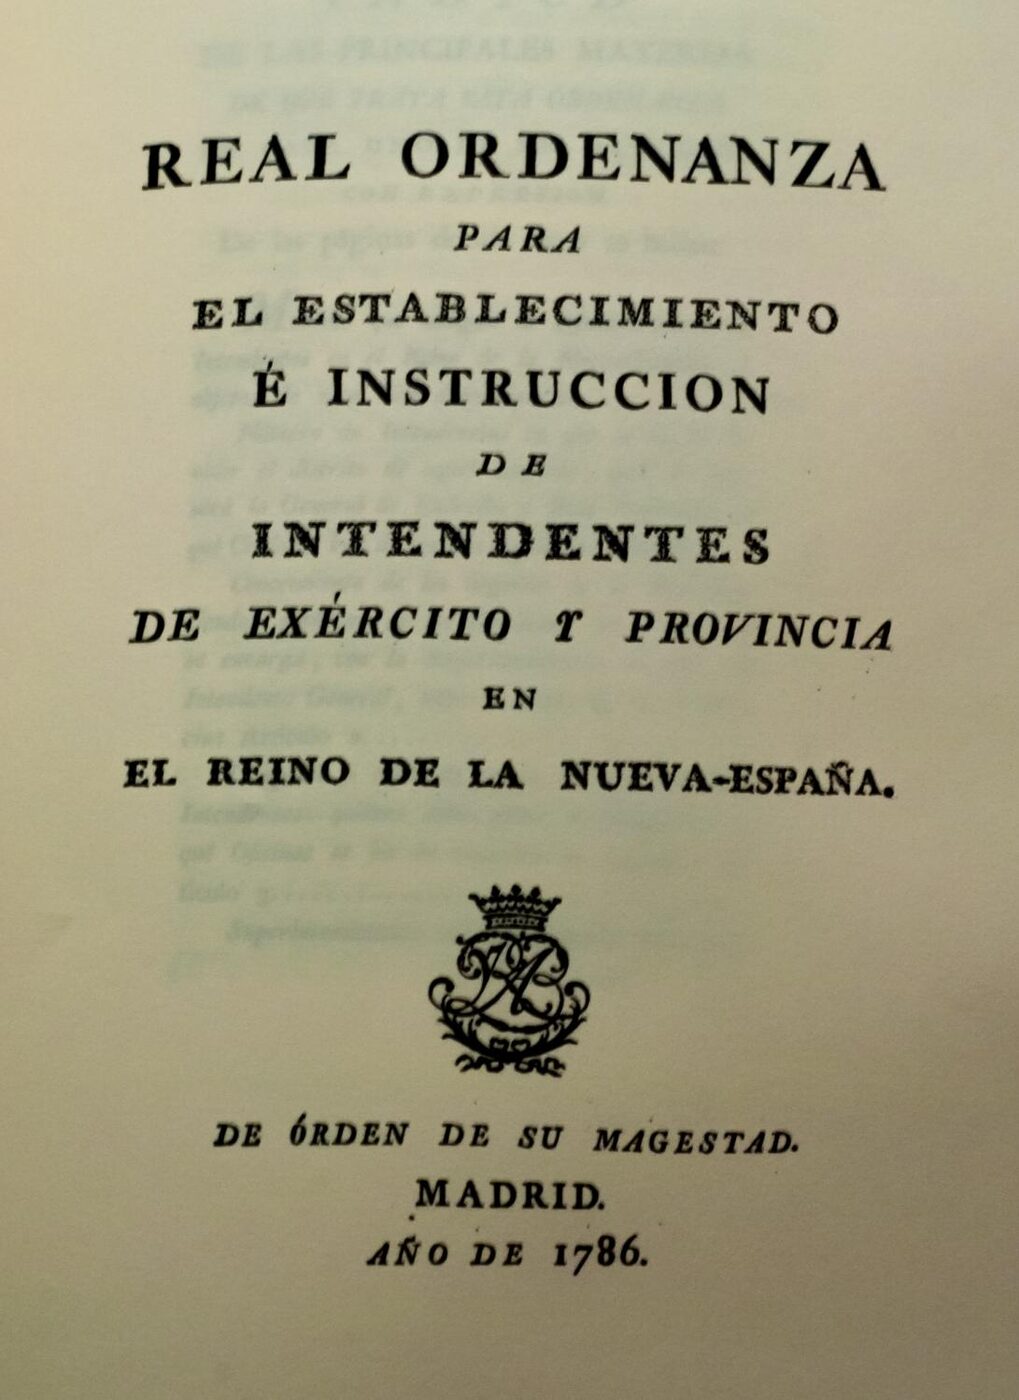 REAL ORDENANZA
PARA
EL ESTABLECIMIENTO
É INSTRUCCION
DE
INTENDENTES
DE EXÉRCITO Y PROVINCIA
EN
EL REINO DE LA NUEVA-ESPAÑA.
DE ÓRDEN DE SU MAGESTAD.
MADRID.
AÑO DE 1786.